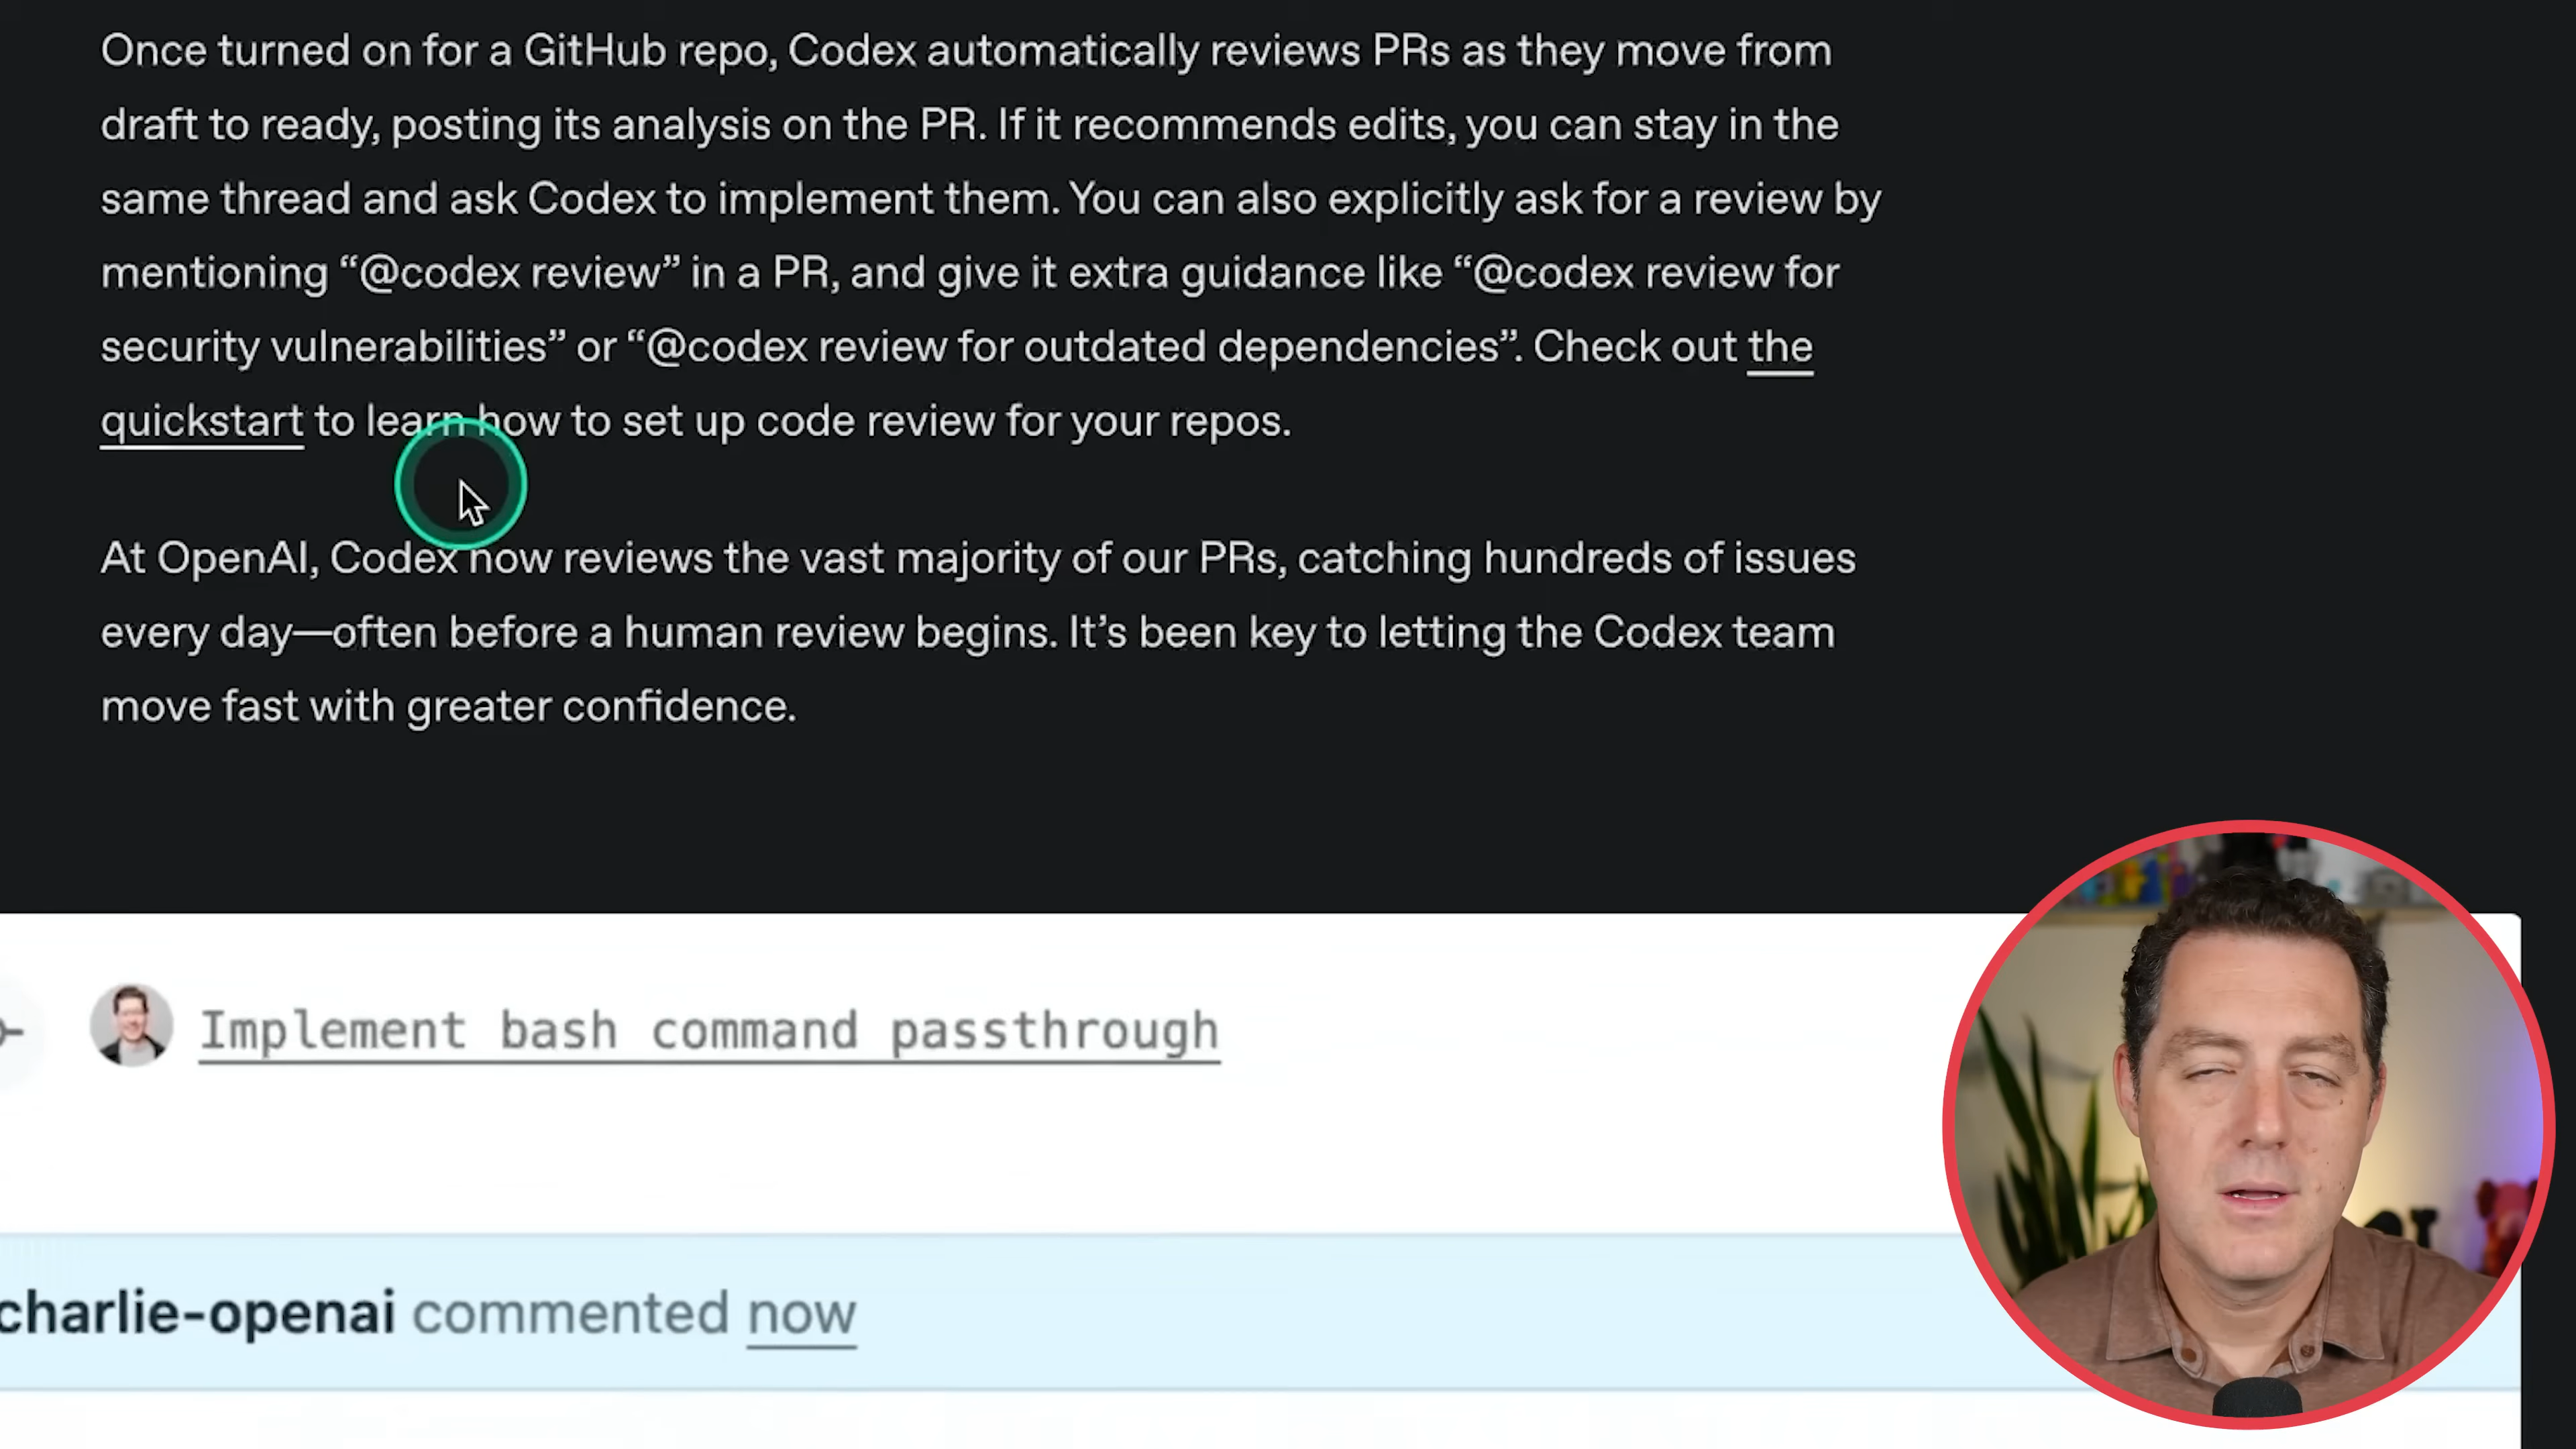 Once turned on for a GitHub repo, Codex automatically reviews PRs as they move from
draft to ready, posting its analysis on the PR. If it recommends edits, you can stay in the
same thread and ask Codex to implement them. You can also explicitly ask for a review by
mentioning “@codex review” in a PR, and give it extra guidance like “@codex review for
security vulnerabilities” or “@codex review for outdated dependencies”. Check out the
quickstart to learn how to set up code review for your repos.
At OpenAI, Codex now reviews the vast majority of our PRs, catching hundreds of issues
every day—often before a human review begins. It’s been key to letting the Codex team
move fast with greater confidence.
Implement bash command passthrough
charlie-openai commented now